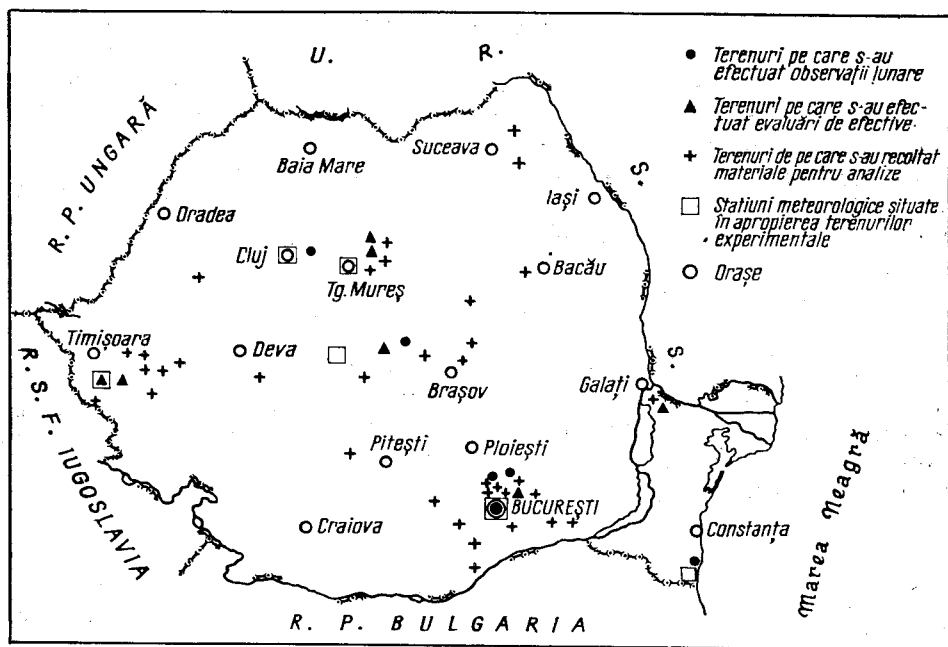 U. R. S. S.
R. P. UNGARĂ
R. S. F. IUGOSLAVIA
R. P. BULGARIA
Marea Neagră
Terenuri pe care s-au
efectuat observații lunare
Terenuri pe care s-au efec-
tuat evaluări de efective.
Terenuri de pe care s-au recoltat
materiale pentru analize
Stațiuni meteorologice situate
în apropierea terenurilor
experimentale
Orașe
Baia Mare
Suceava
Iași
Oradea
Cluj
Tg. Mureș
Bacău
Timișoara
Deva
Brașov
Galați
Pitești
Ploiești
BUCUREȘTI
Craiova
Constanța